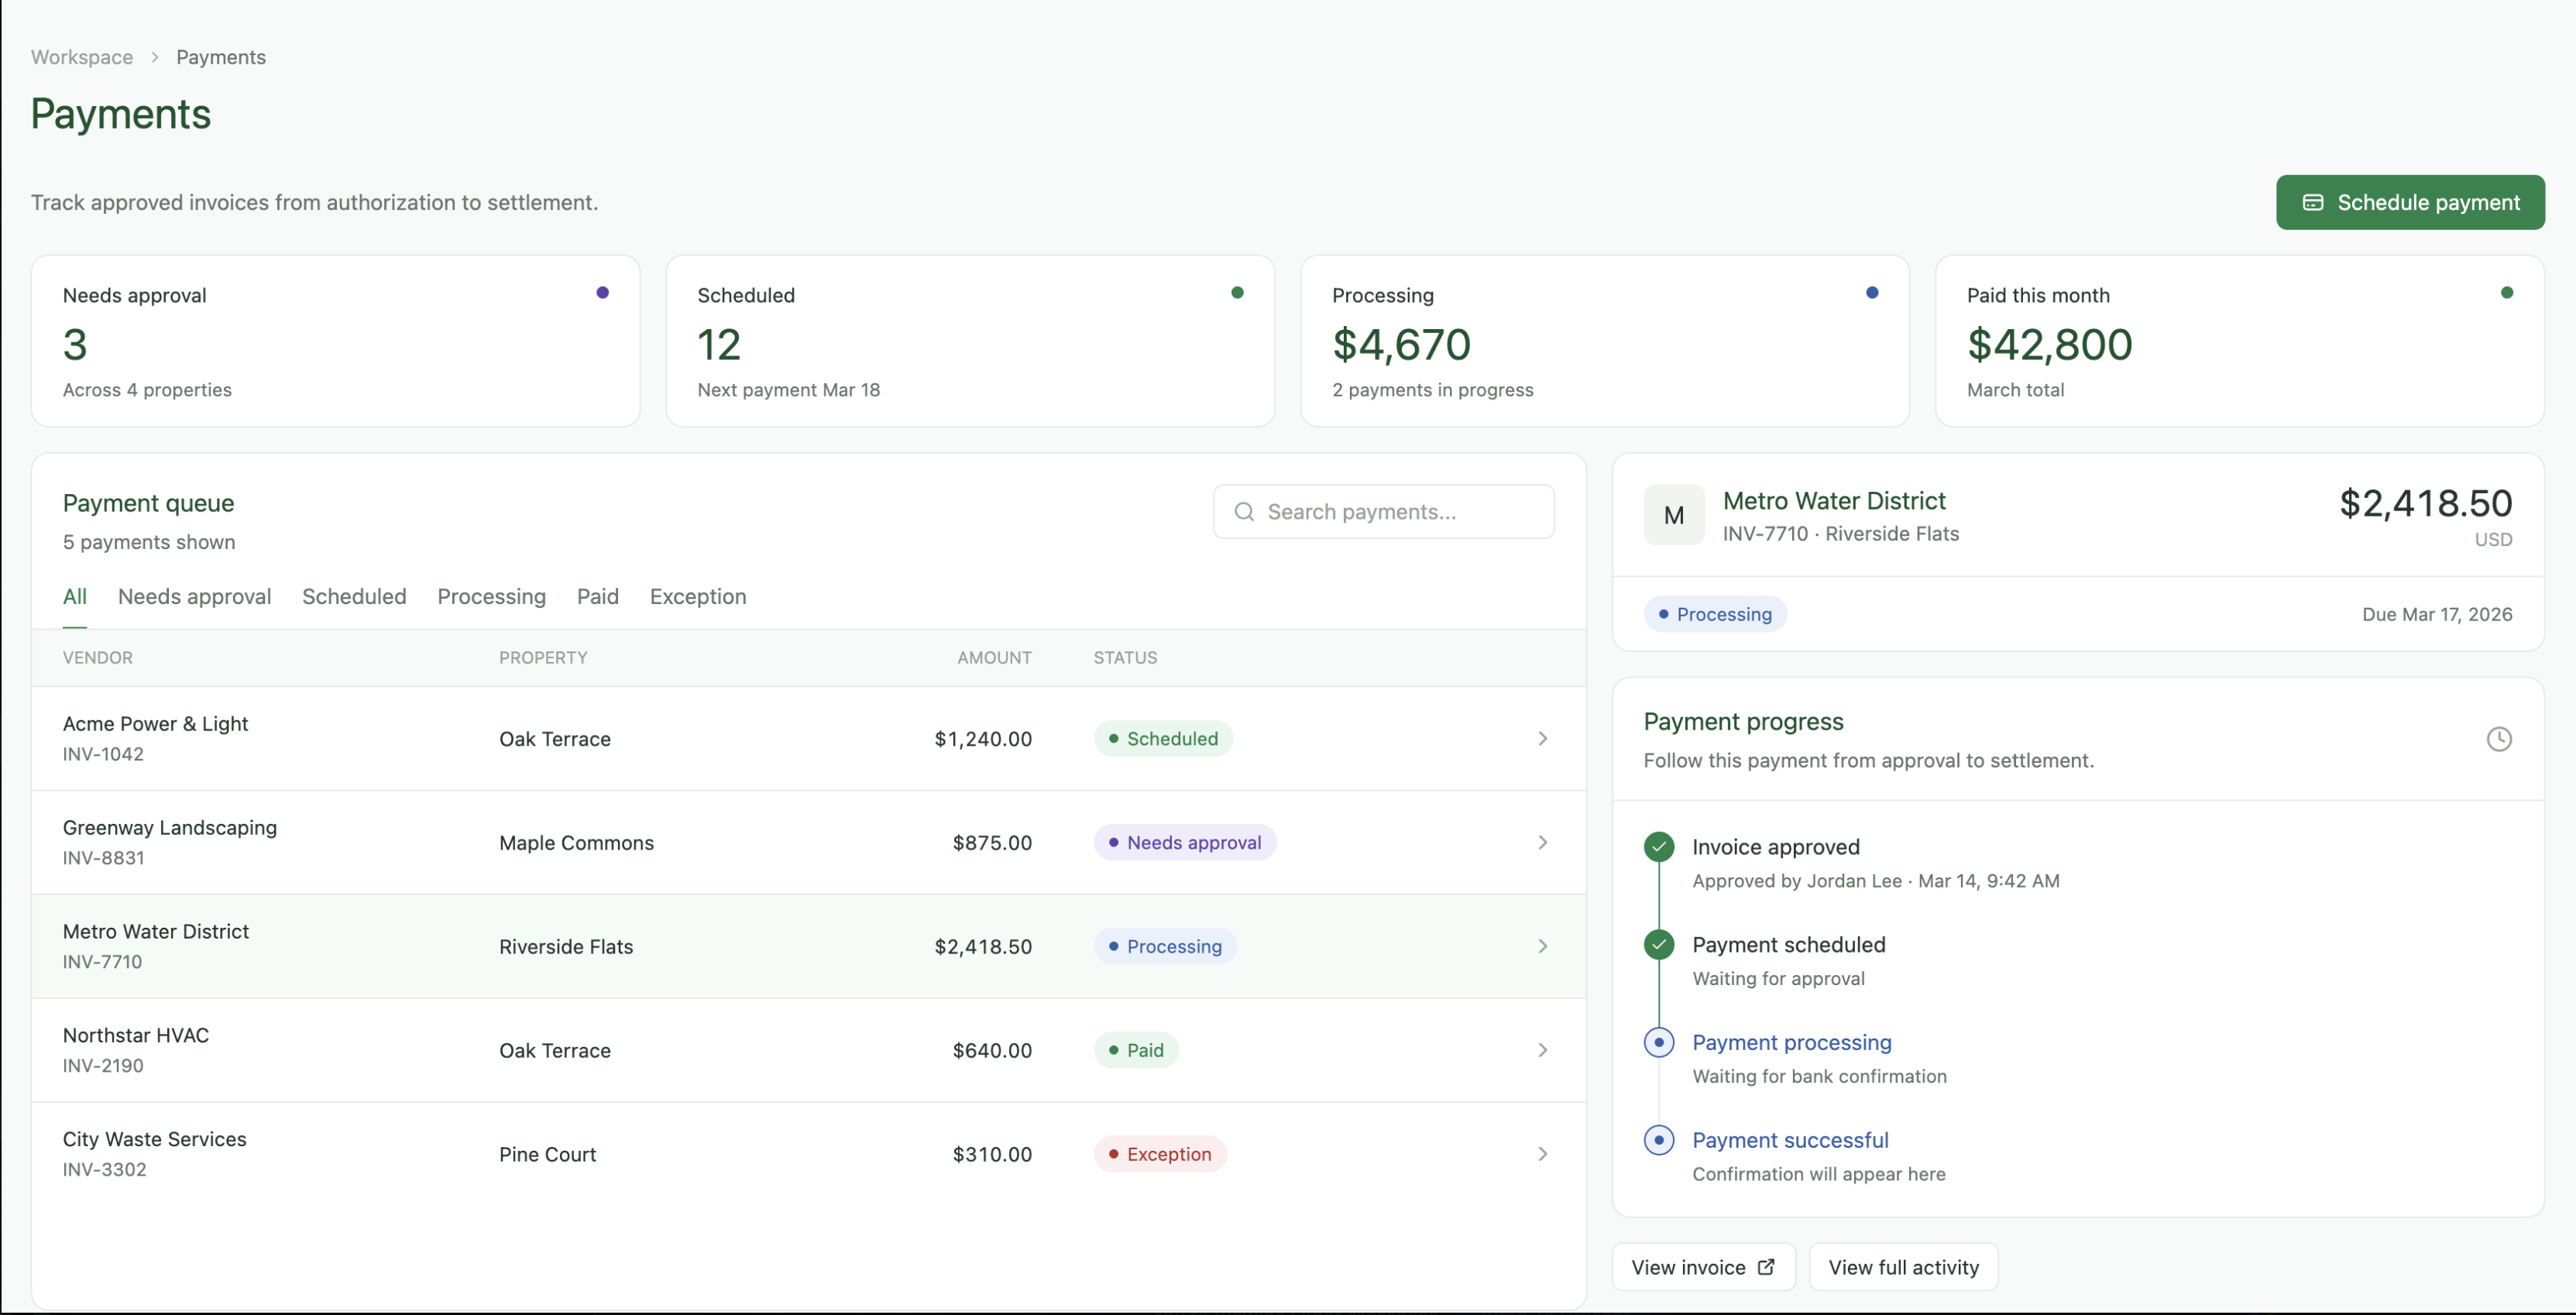 Workspace > Payments
Payments
Track approved invoices from authorization to settlement.
Schedule payment
Needs approval
3
Across 4 properties
Scheduled
12
Next payment Mar 18
Processing
$4,670
2 payments in progress
Paid this month
$42,800
March total
Payment queue
5 payments shown
Search payments...
All Needs approval Scheduled Processing Paid Exception
VENDOR PROPERTY AMOUNT STATUS
Acme Power & Light
INV-1042
Oak Terrace
$1,240.00
Scheduled
Greenway Landscaping
INV-8831
Maple Commons
$875.00
Needs approval
Metro Water District
INV-7710
Riverside Flats
$2,418.50
Processing
Northstar HVAC
INV-2190
Oak Terrace
$640.00
Paid
City Waste Services
INV-3302
Pine Court
$310.00
Exception
M
Metro Water District
INV-7710 · Riverside Flats
$2,418.50
USD
Processing
Due Mar 17, 2026
Payment progress
Follow this payment from approval to settlement.
Invoice approved
Approved by Jordan Lee · Mar 14, 9:42 AM
Payment scheduled
Waiting for approval
Payment processing
Waiting for bank confirmation
Payment successful
Confirmation will appear here
View invoice
View full activity